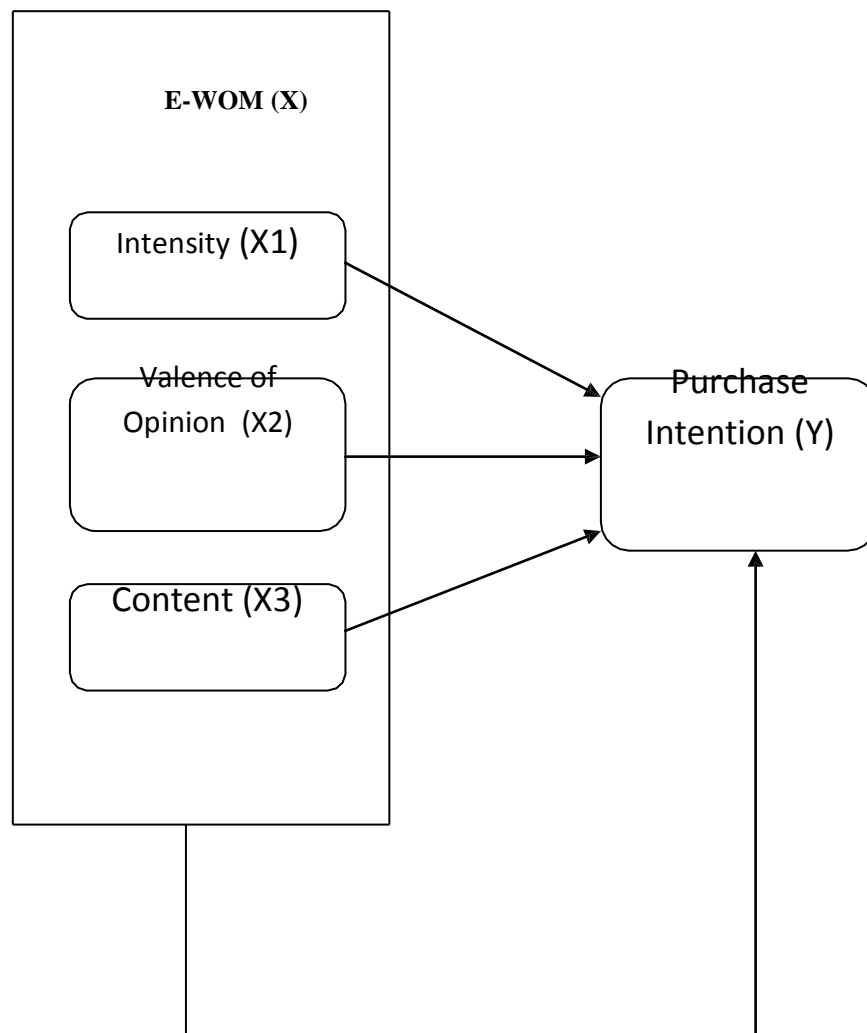 E-WOM (X)
Intensity (X1)
Valence of
Opinion (X2)
Content (X3)
Purchase
Intention (Y)